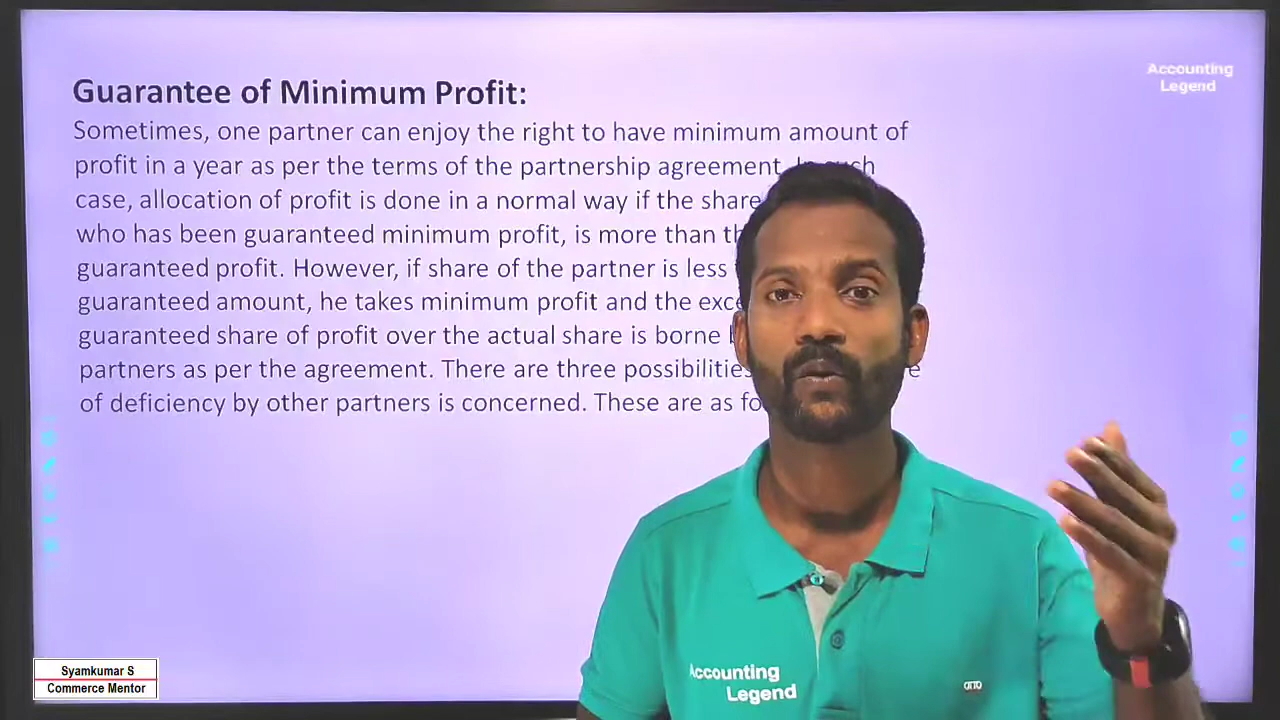 Guarantee of Minimum Profit:
Sometimes, one partner can enjoy the right to have minimum amount of
profit in a year as per the terms of the partnership agreement.
case, allocation of profit is done in a normal way if the share
who has been guaranteed minimum profit, is more than
guaranteed profit. However, if share of the partner is less
guaranteed amount, he takes minimum profit and the
guaranteed share of profit over the actual share is borne
partners as per the agreement. There are three possibilities
of deficiency by other partners is concerned. These are as
Accounting
Legend
Accounting
Legend
OTTO
Syamkumar S
Commerce Mentor